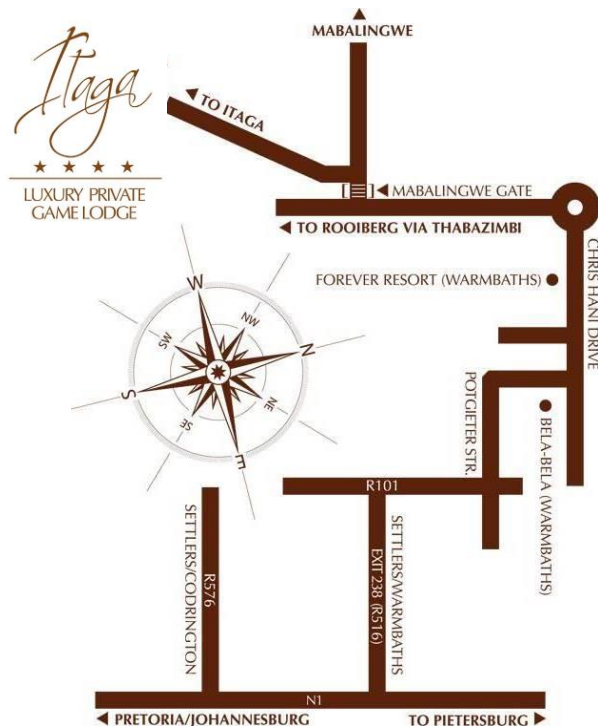 MABALINGWE
Itaga
TO ITAGA
LUXURY PRIVATE
GAME LODGE
[ ] MABALINGWE GATE
TO ROOIBERG VIA THABAZIMBI
CHRIS HANI DRIVE
FOREVER RESORT (WARMBATHS)
W
NW
N
NE
E
SE
S
SW
POTGIETER STR.
BELA-BELA (WARMBATHS)
R101
SETTLERS/CODRINGTON
R576
EXIT 238 (R516)
SETTLERS/WARMBATHS
N1
PRETORIA/JOHANNESBURG
TO PIETERSBURG